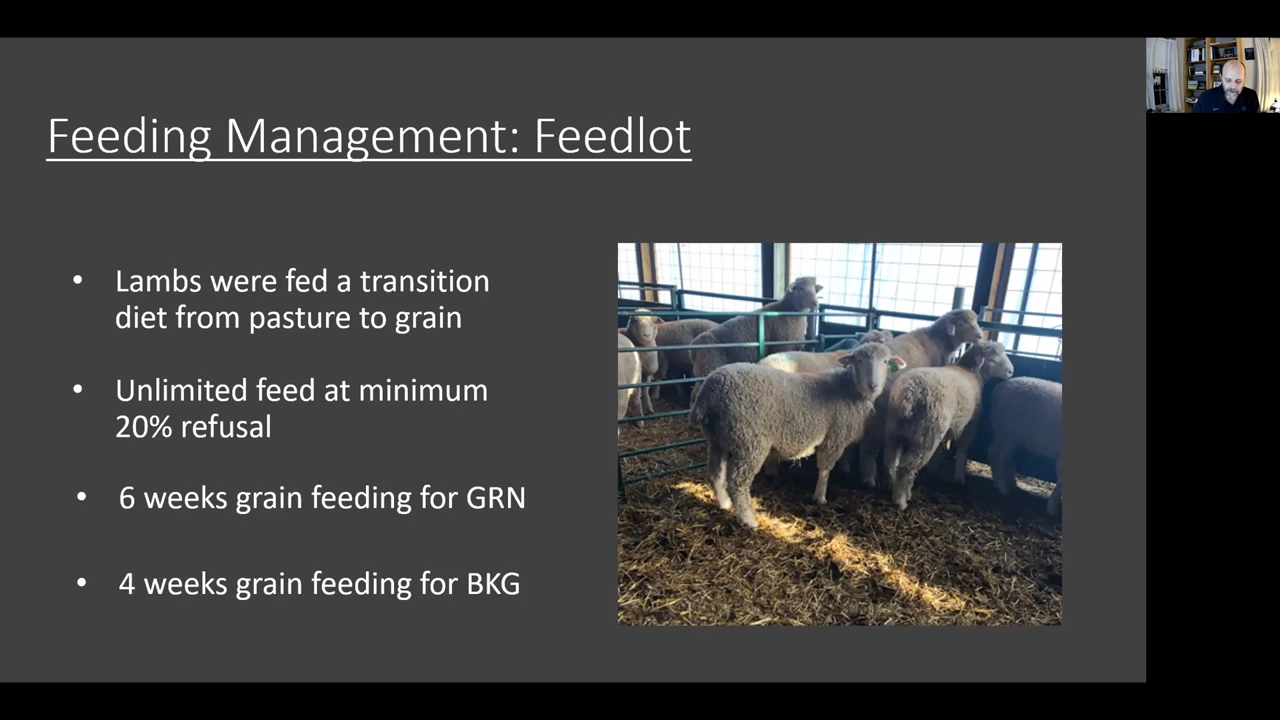 Feeding Management: Feedlot
• Lambs were fed a transition
diet from pasture to grain
• Unlimited feed at minimum
20% refusal
• 6 weeks grain feeding for GRN
• 4 weeks grain feeding for BKG